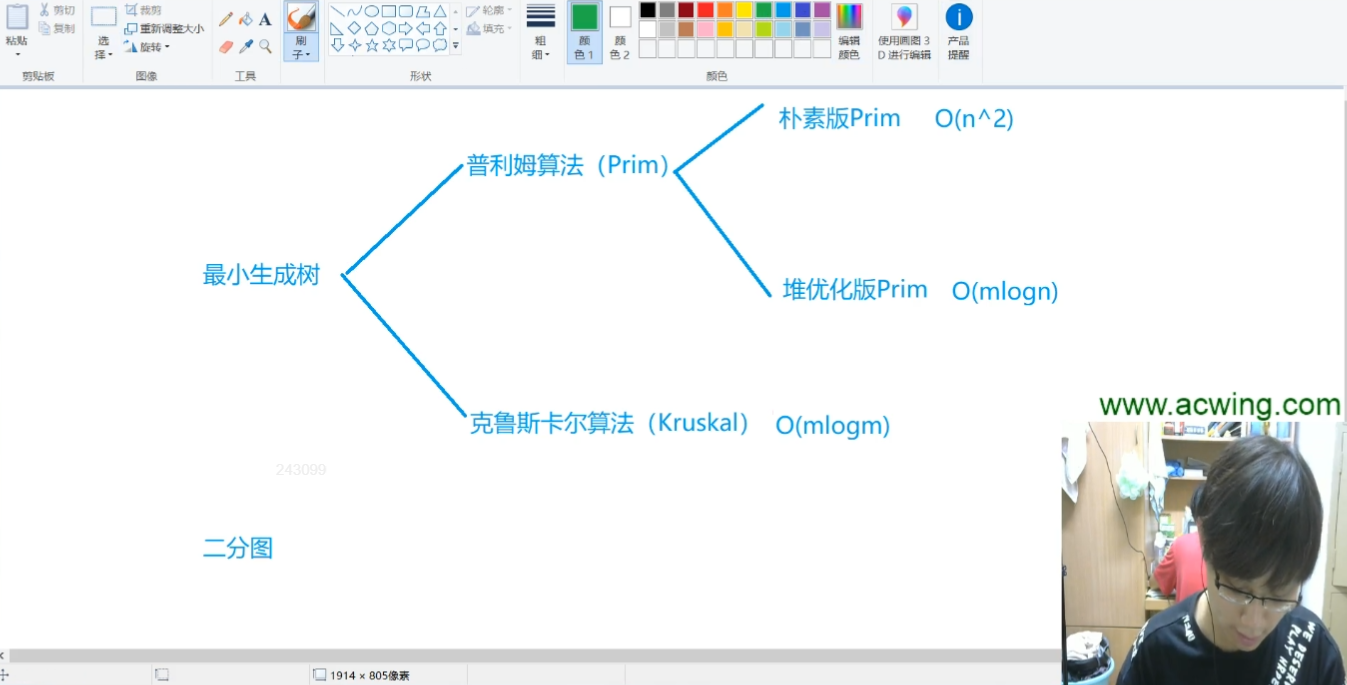 剪切
裁剪
轮廓
复制
重新调整大小
填充
粘贴
选择
旋转
A
刷子
粗细
颜色 1
颜色 2
编辑颜色
使用画图 3D 进行编辑
产品提醒
剪贴板
图像
工具
形状
颜色
朴素版Prim O(n^2)
普利姆算法（Prim）
最小生成树
堆优化版Prim O(mlogn)
www.acwing.com
克鲁斯卡尔算法（Kruskal） O(mlogm)
243099
二分图
1914 × 805像素